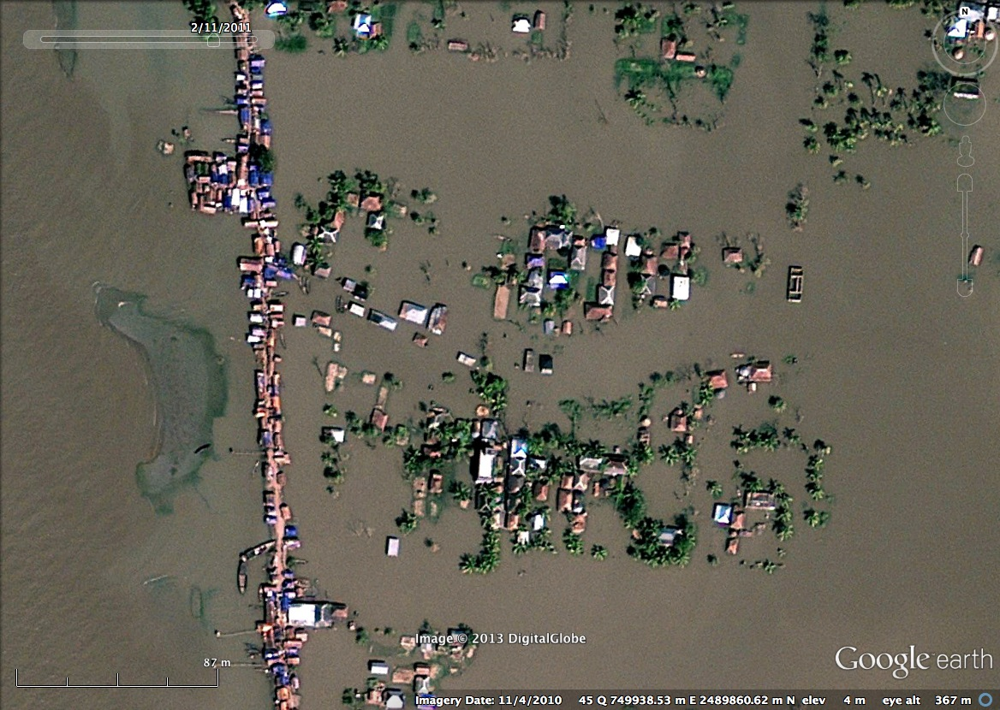 2/11/2011
N
Image © 2013 DigitalGlobe
87 m
Google earth
Imagery Date: 11/4/2010 45 Q 749938.53 m E 2489860.62 m N elev 4 m eye alt 367 m